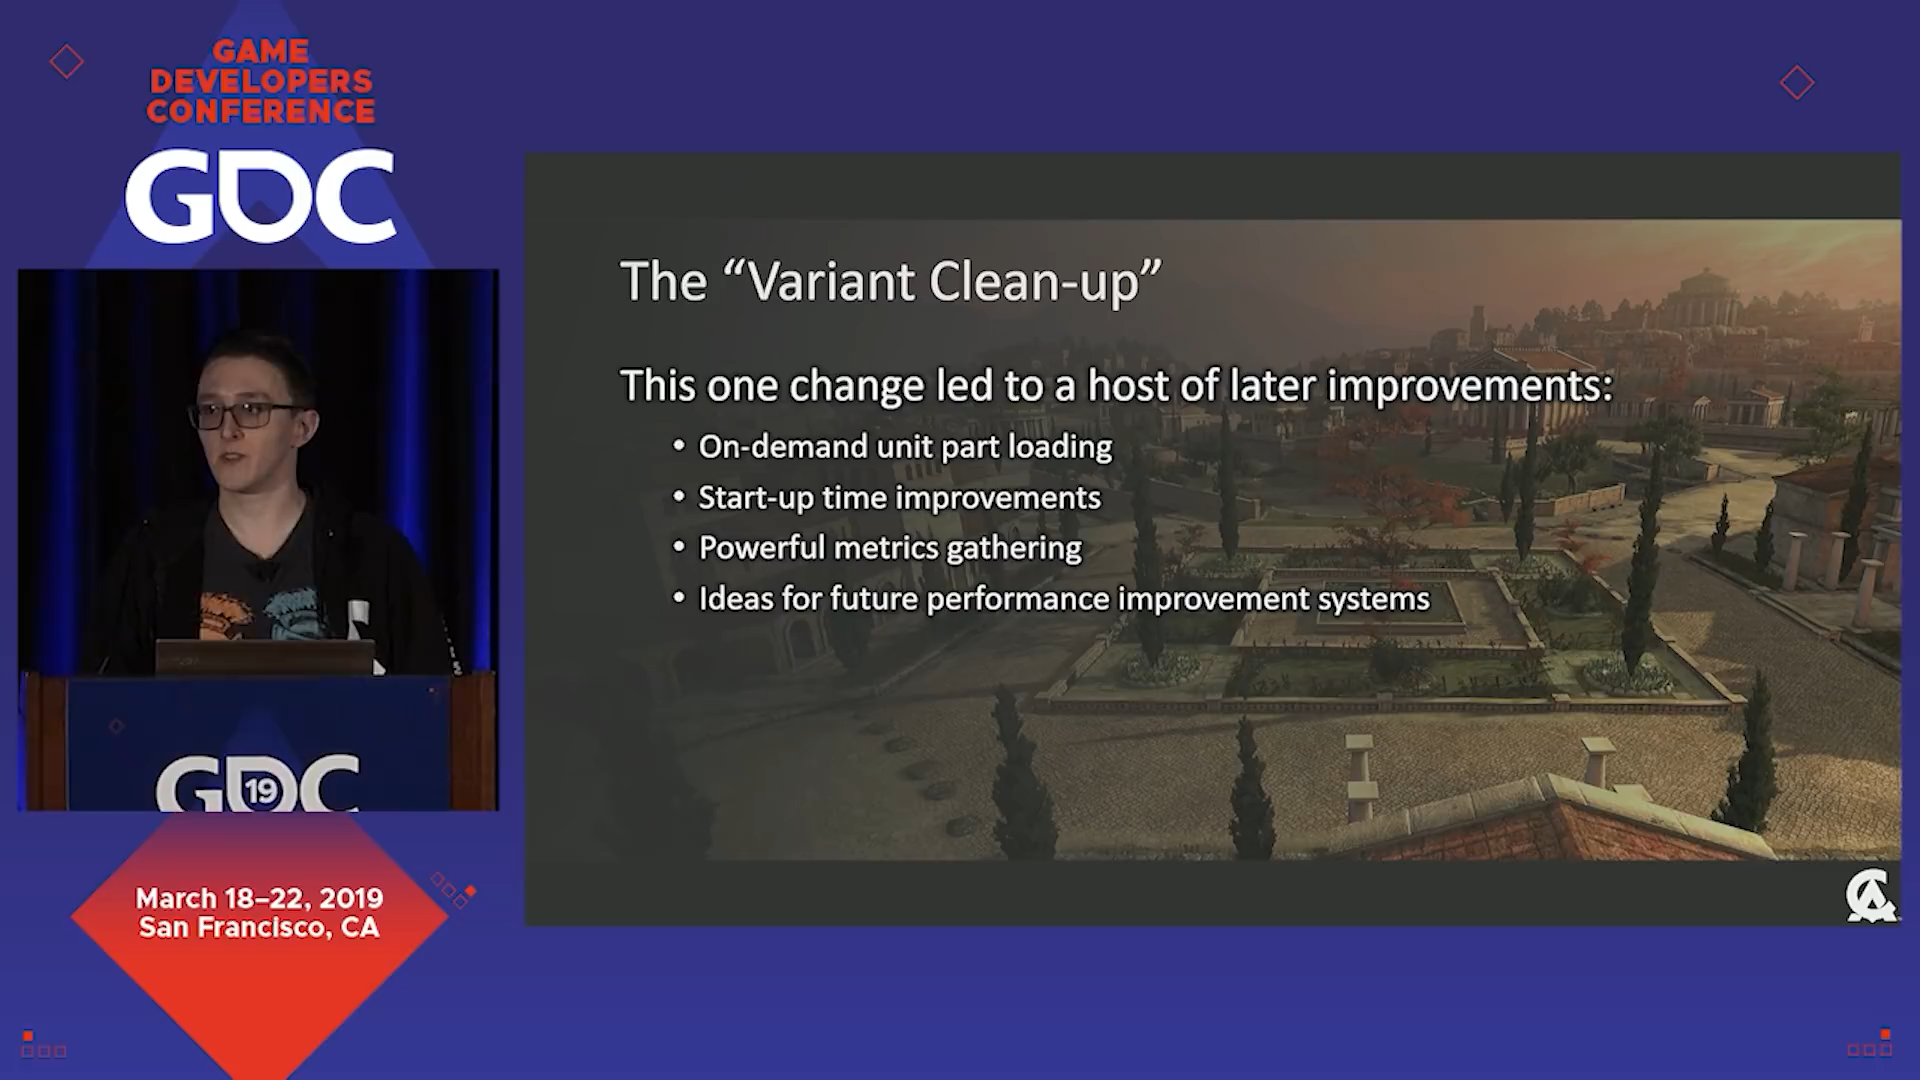 GAME
DEVELOPERS
CONFERENCE
GDC
GDC
19
March 18–22, 2019
San Francisco, CA
The “Variant Clean-up”
This one change led to a host of later improvements:
• On-demand unit part loading
• Start-up time improvements
• Powerful metrics gathering
• Ideas for future performance improvement systems
CA